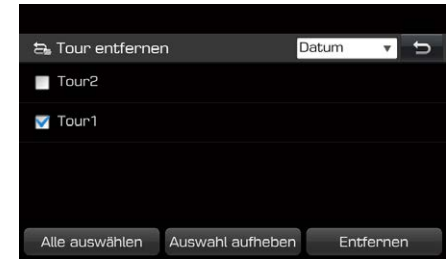 Tour entfernen Datum
Tour2
Tour1
Alle auswählen Auswahl aufheben Entfernen